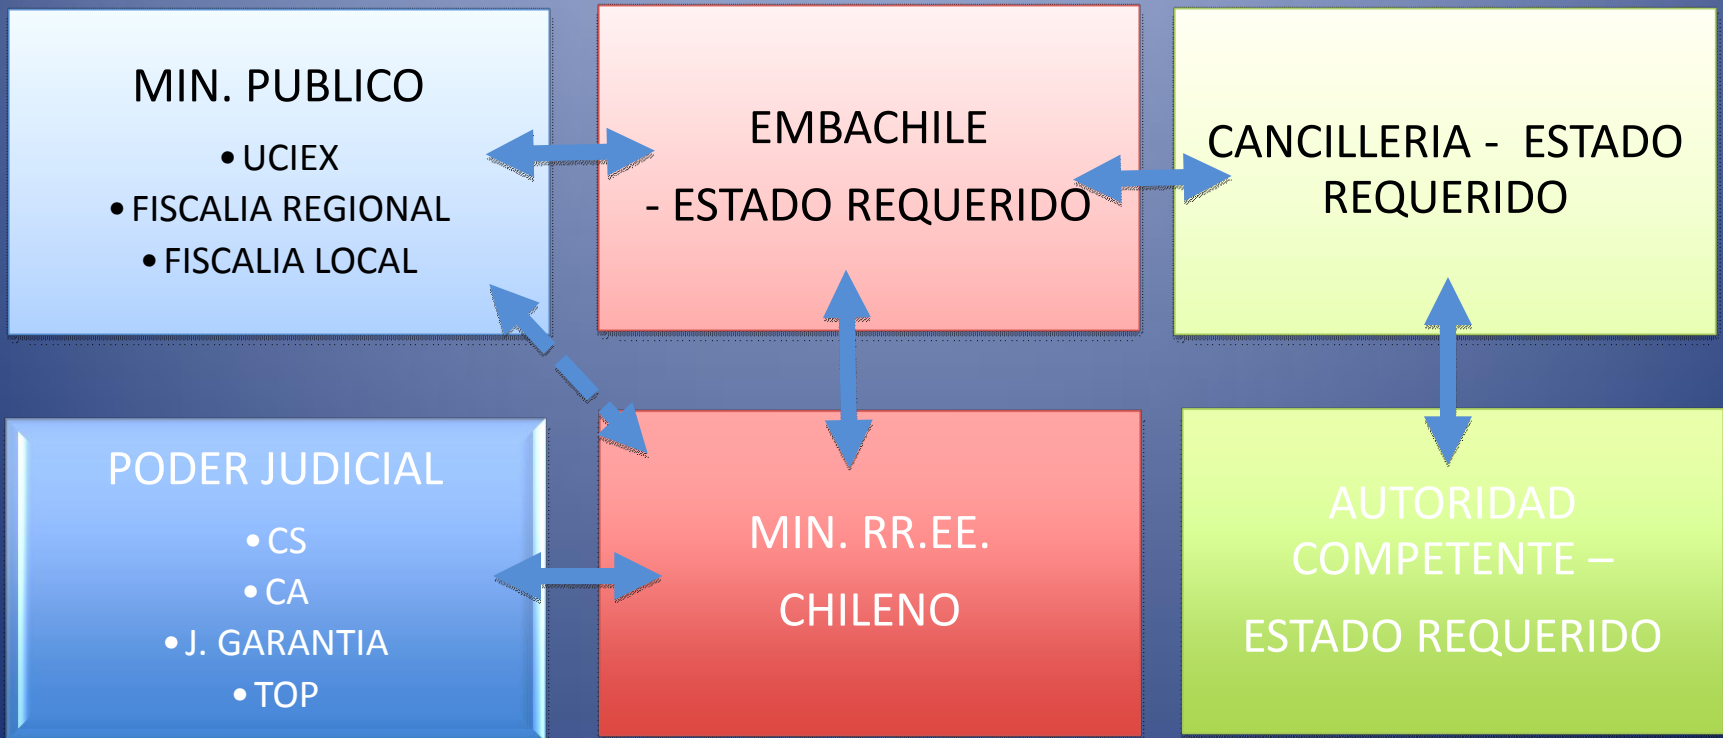 MIN. PUBLICO
• UCIEX
• FISCALIA REGIONAL
• FISCALIA LOCAL
EMBACHILE
- ESTADO REQUERIDO
CANCILLERIA - ESTADO
REQUERIDO
PODER JUDICIAL
• CS
• CA
• J. GARANTIA
• TOP
MIN. RR.EE.
CHILENO
AUTORIDAD
COMPETENTE –
ESTADO REQUERIDO